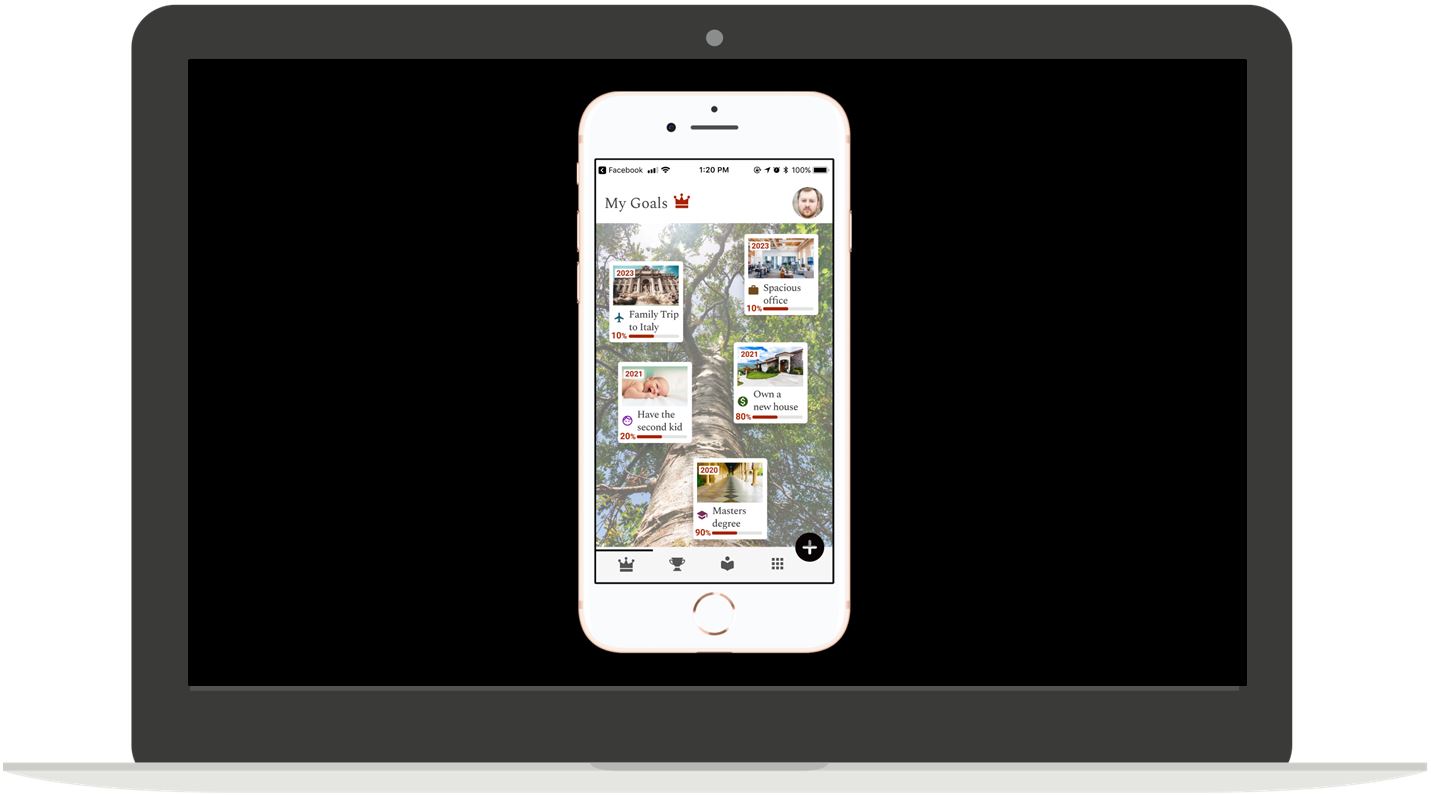 Facebook 1:20 PM 100%
My Goals
2023
Spacious
office
10%
2023
Family Trip
to Italy
10%
2021
Own a
new house
80%
2021
Have the
second kid
20%
2020
Masters
degree
90%